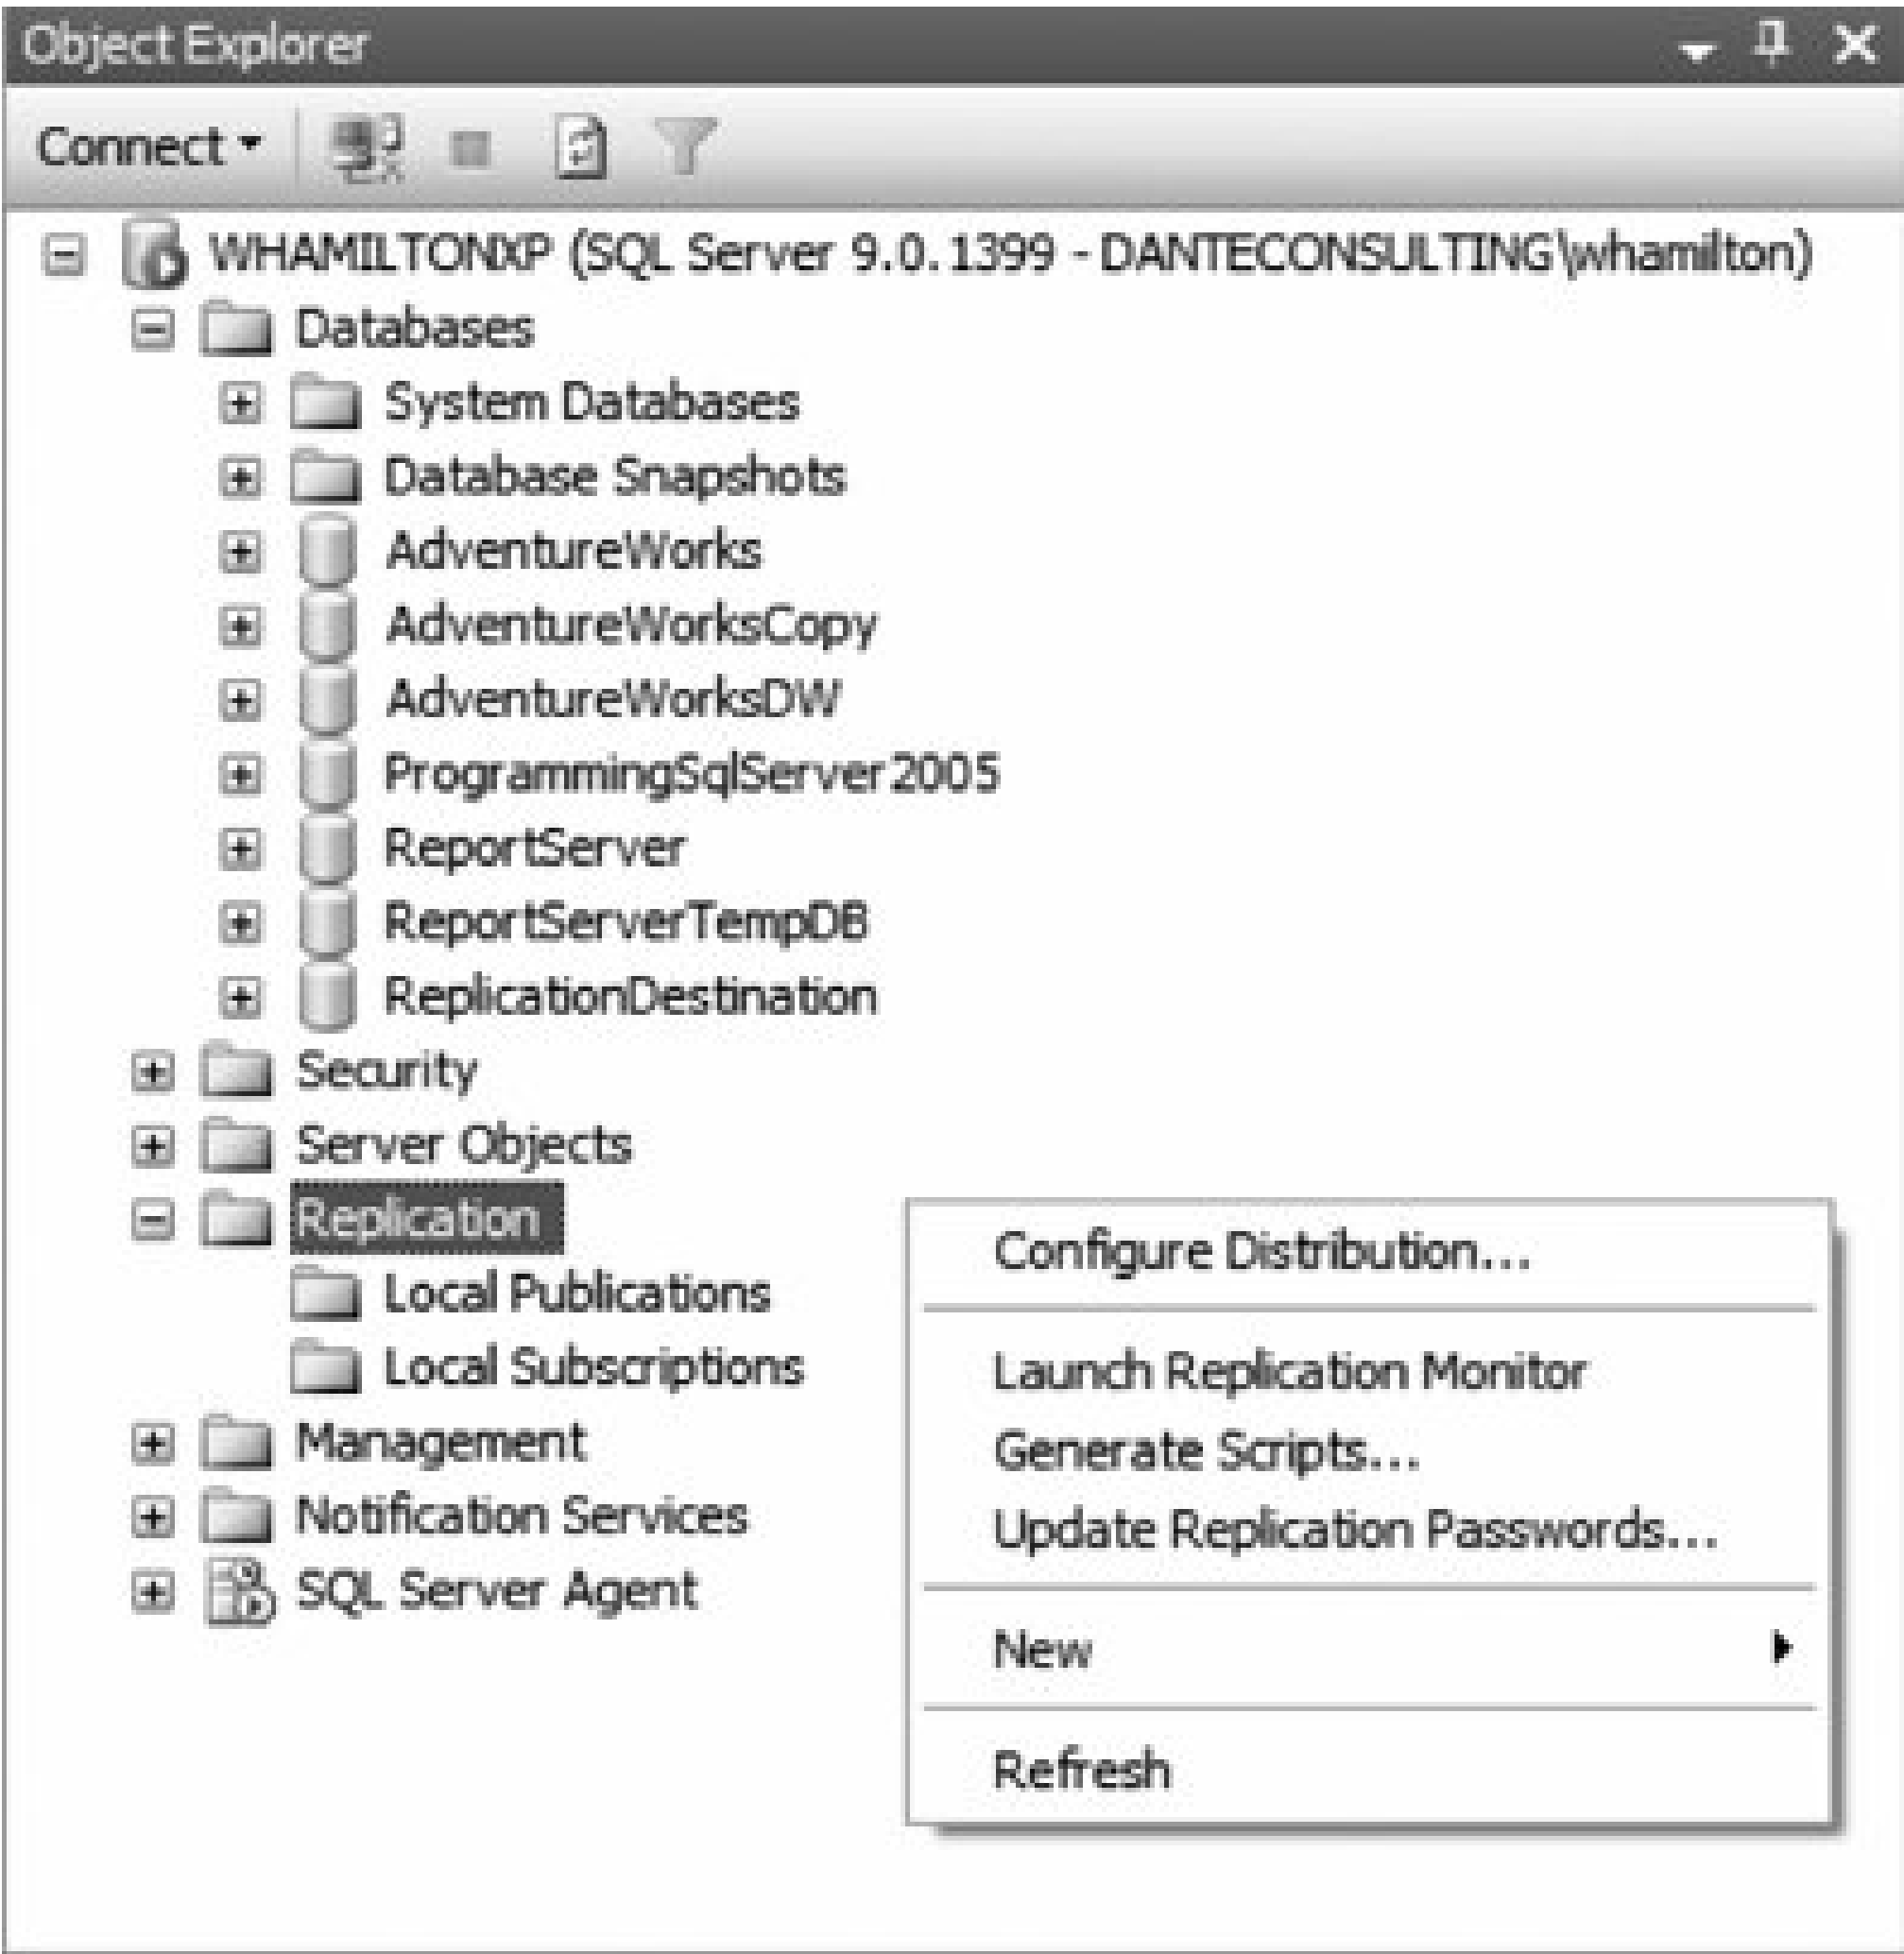 Object Explorer
Connect
WHAMILTONXP (SQL Server 9.0.1399 - DANTECONSULTING\whamilton)
Databases
System Databases
Database Snapshots
AdventureWorks
AdventureWorksCopy
AdventureWorksDW
ProgrammingSqlServer2005
ReportServer
ReportServerTempDB
ReplicationDestination
Security
Server Objects
Replication
Local Publications
Local Subscriptions
Management
Notification Services
SQL Server Agent
Configure Distribution...
Launch Replication Monitor
Generate Scripts...
Update Replication Passwords...
New
Refresh